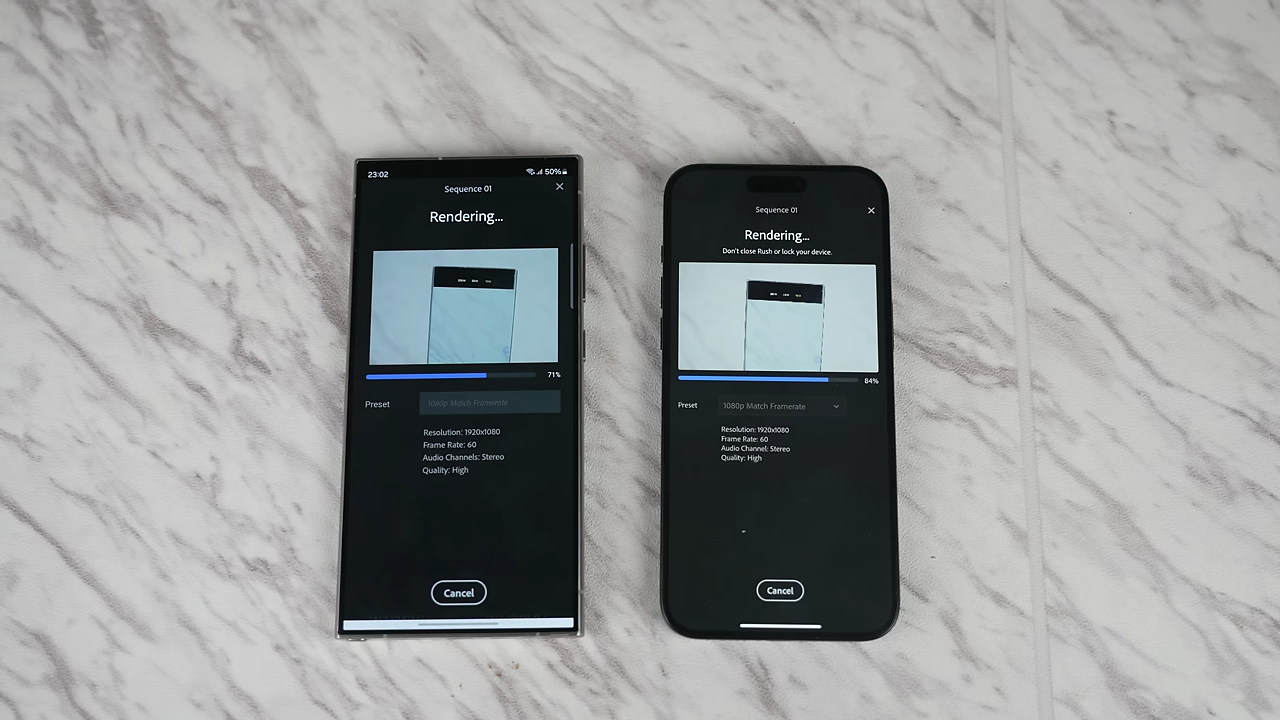 23:02
50%
Sequence 01
Rendering...
71%
Preset
1080p Match Framerate
Resolution: 1920x1080
Frame Rate: 60
Audio Channels: Stereo
Quality: High
Cancel
Sequence 01
Rendering...
Don't close Rush or lock your device.
84%
Preset
1080p Match Framerate
Resolution: 1920x1080
Frame Rate: 60
Audio Channel: Stereo
Quality: High
Cancel